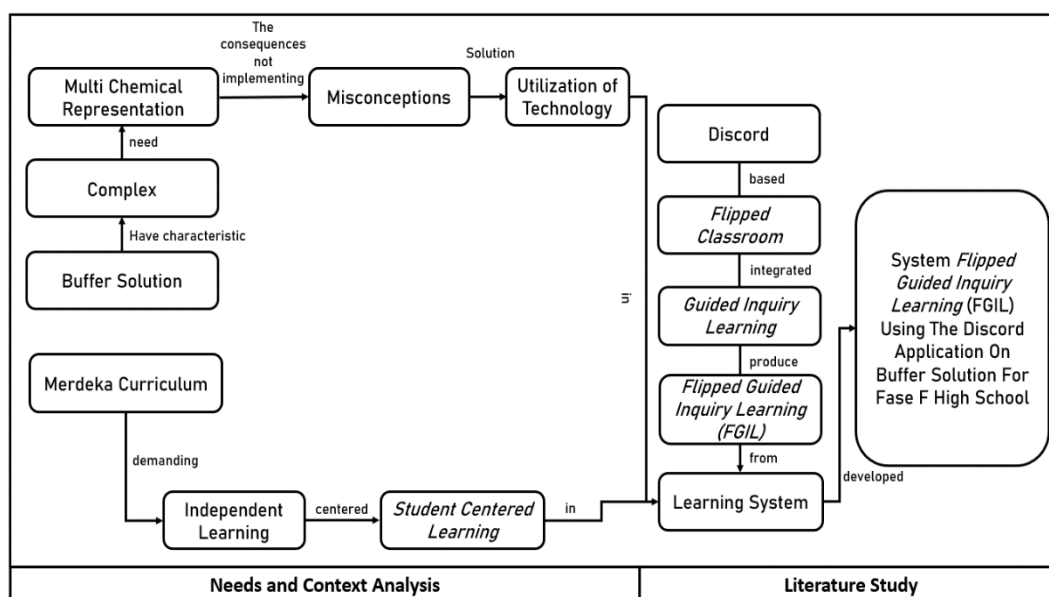 The
consequences
not
implementing
Multi Chemical
Representation
Misconceptions
Solution
Utilization of
Technology
need
Complex
Have characteristic
Buffer Solution
in
Merdeka Curriculum
demanding
Independent
Learning
centered
Student Centered
Learning
in
Discord
based
Flipped
Classroom
integrated
Guided Inquiry
Learning
produce
Flipped Guided
Inquiry Learning
(FGIL)
from
Learning System
developed
System Flipped
Guided Inquiry
Learning (FGIL)
Using The Discord
Application On
Buffer Solution For
Fase F High School
Needs and Context Analysis
Literature Study